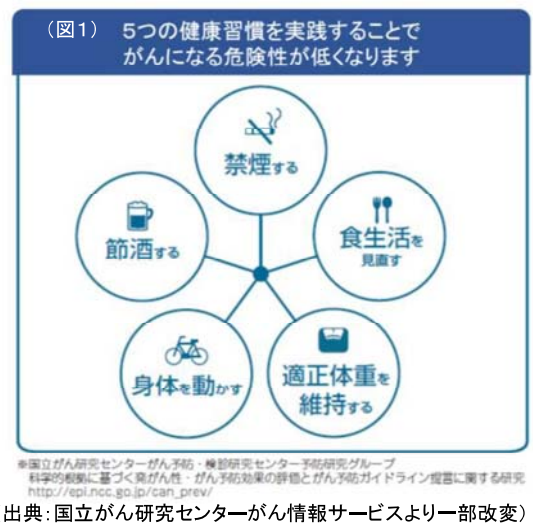 （図１） ５つの健康習慣を実践することで
がんになる危険性が低くなります
禁煙する
食生活を
見直す
適正体重を
維持する
身体を動かす
節酒する
※国立がん研究センターがん予防・検診研究センター予防研究グループ
科学的根拠に基づく発がん性・がん予防効果の評価とがん予防ガイドライン提言に関する研究
http://epi.ncc.go.jp/can_prev/
出典：国立がん研究センターがん情報サービスより一部改変）